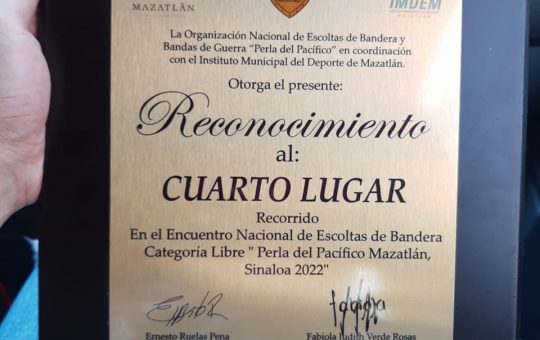 MAZATLÁN
IMDEM
La Organización Nacional de Escoltas de Bandera y
Bandas de Guerra "Perla del Pacífico" en coordinación
con el Instituto Municipal del Deporte de Mazatlán.
Otorga el presente:
Reconocimiento
al:
CUARTO LUGAR
Recorrido
En el Encuentro Nacional de Escoltas de Bandera
Categoría Libre " Perla del Pacífico Mazatlán,
Sinaloa 2022"
Ernesto Ruelas Pena
Fabiola Judith Verde Rosas